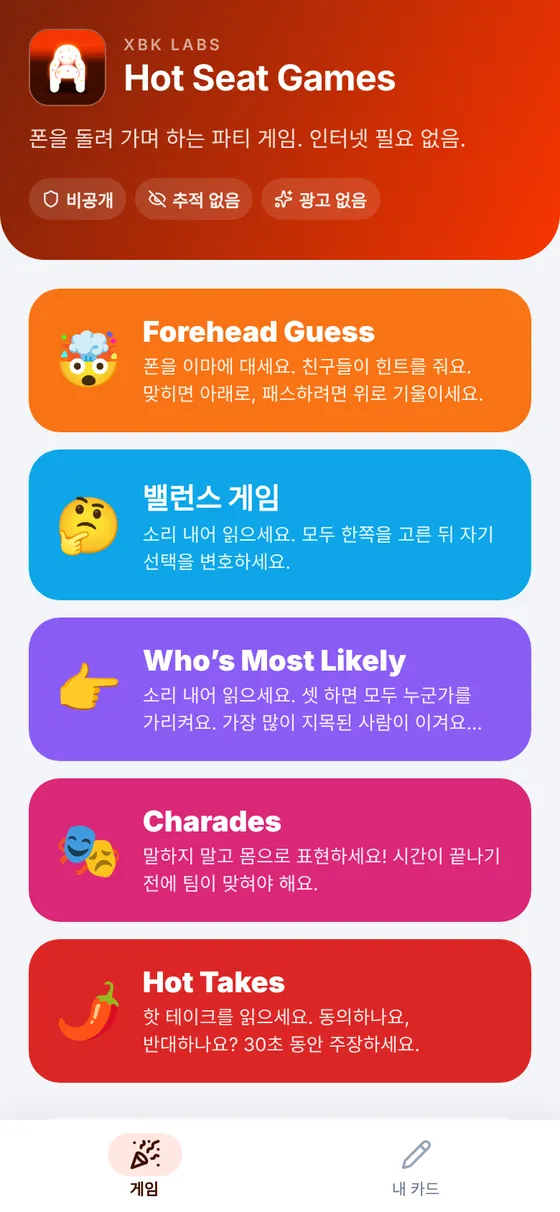 XBK LABS
Hot Seat Games
폰을 돌려 가며 하는 파티 게임. 인터넷 필요 없음.
비공개
추적 없음
광고 없음
Forehead Guess
폰을 이마에 대세요. 친구들이 힌트를 줘요.
맞히면 아래로, 패스하려면 위로 기울이세요.
밸런스 게임
소리 내어 읽으세요. 모두 한쪽을 고른 뒤 자기
선택을 변호하세요.
Who’s Most Likely
소리 내어 읽으세요. 셋 하면 모두 누군가를
가리켜요. 가장 많이 지목된 사람이 이겨요...
Charades
말하지 말고 몸으로 표현하세요! 시간이 끝나기
전에 팀이 맞혀야 해요.
Hot Takes
핫 테이크를 읽으세요. 동의하나요,
반대하나요? 30초 동안 주장하세요.
게임
내 카드